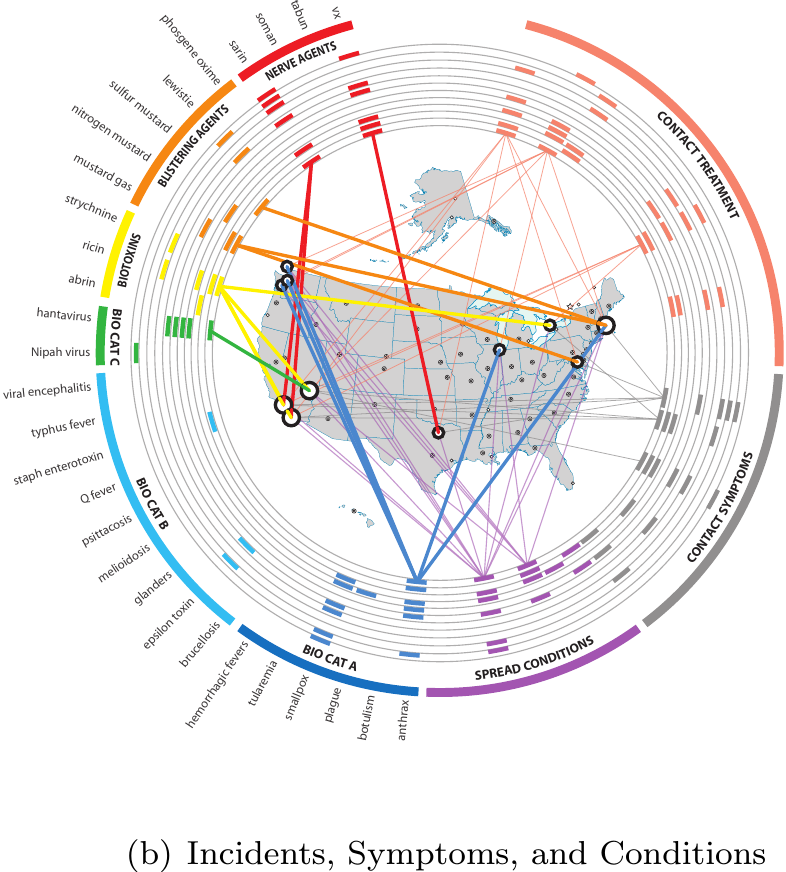 vx
tabun
soman
sarin
phosgene oxime
lewistie
sulfur mustard
nitrogen mustard
mustard gas
strychnine
ricin
abrin
hantavirus
Nipah virus
viral encephalitis
typhus fever
staph enterotoxin
Q fever
psittacosis
melioidosis
glanders
epsilon toxin
brucellosis
hemorrhagic fevers
tularemia
smallpox
plague
botulism
anthrax
NERVE AGENTS
BLISTERING AGENTS
BIOTOXINS
BIO CAT C
BIO CAT B
BIO CAT A
SPREAD CONDITIONS
CONTACT SYMPTOMS
CONTACT TREATMENT
(b) Incidents, Symptoms, and Conditions